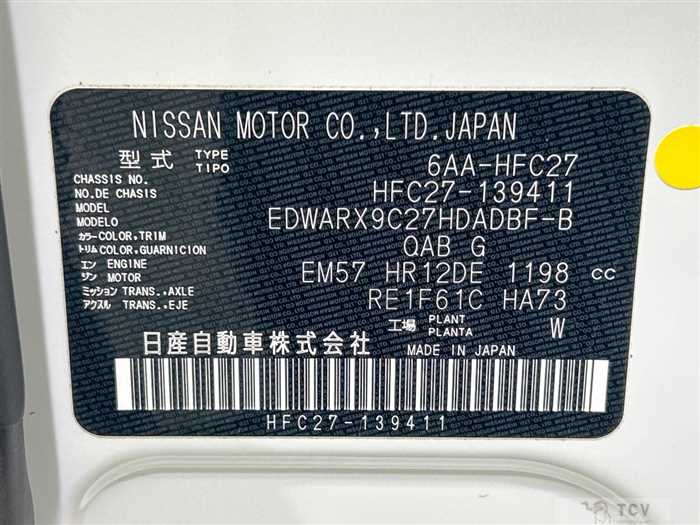 NISSAN MOTOR CO.,LTD.JAPAN
型式 TYPE TIPO 6AA-HFC27
CHASSIS NO.
NO.DE CHASIS HFC27-139411
MODEL
MODELO EDWARX9C27HDADBF-B
カラー COLOR,TRIM
トリム COLOR,GUARNICION QAB G
エン ENGINE
ジン MOTOR EM57 HR12DE 1198 cc
ミッション TRANS.,AXLE
アクスル TRANS.,EJE RE1F61C HA73
工場 PLANT PLANTA W
日産自動車株式会社 MADE IN JAPAN
HFC27-139411
TCV